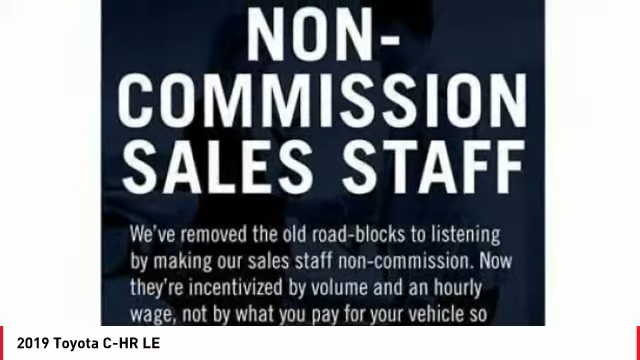 NON-
COMMISSION
SALES STAFF
We've removed the old road-blocks to listening
by making our sales staff non-commission. Now
they're incentivized by volume and an hourly
wage, not by what you pay for your vehicle so
2019 Toyota C-HR LE